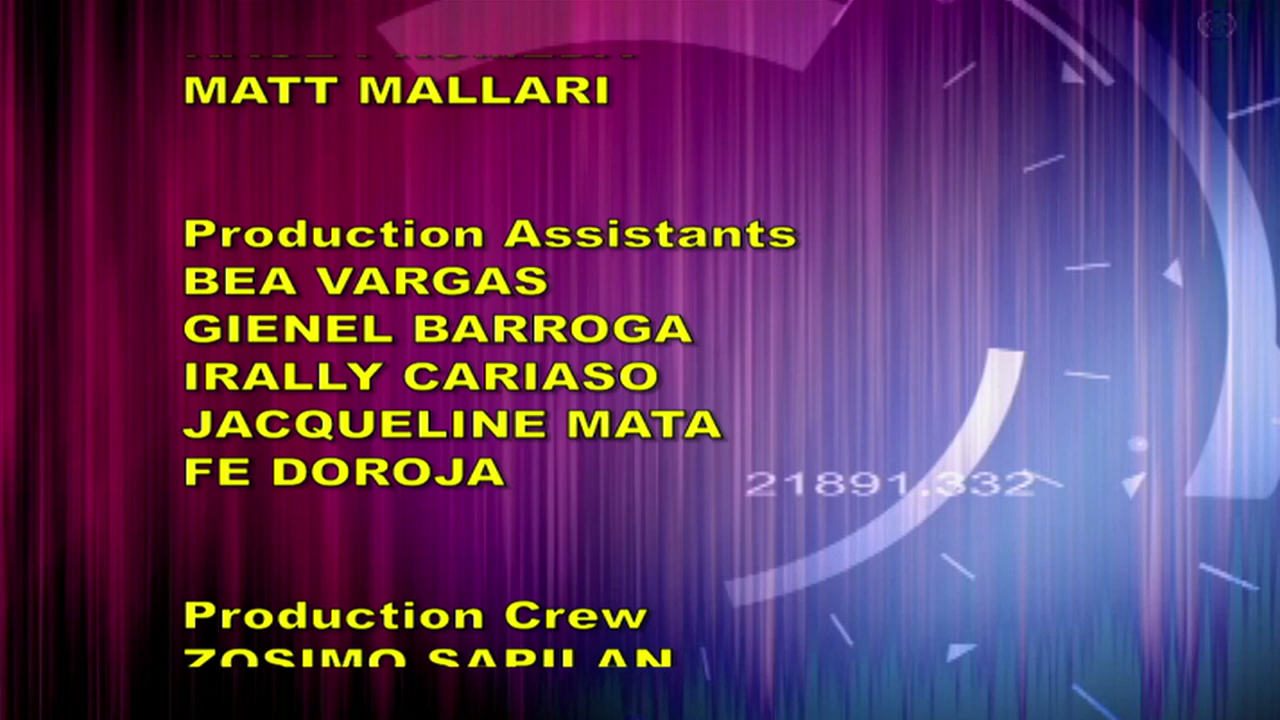 MATT MALLARI
Production Assistants
BEA VARGAS
GIENEL BARROGA
IRALLY CARIASO
JACQUELINE MATA
FE DOROJA
21891.332
Production Crew
ZOSIMO SAPILAN